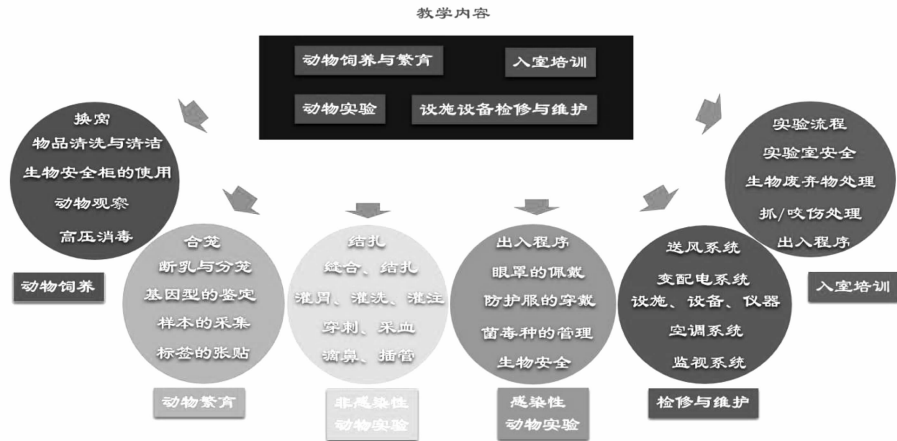 教学内容
动物饲养与繁育
入室培训
动物实验
设施设备检修与维护
换窝
物品清洗与清洁
生物安全柜的使用
动物观察
高压消毒
动物饲养
合笼
断乳与分笼
基因型的鉴定
样本的采集
标签的张贴
动物繁育
结扎
缝合、结扎
灌胃、灌洗、灌注
穿刺、采血
滴鼻、插管
非感染性
动物实验
出入程序
眼罩的佩戴
防护服的穿戴
菌毒种的管理
生物安全
感染性
动物实验
送风系统
变配电系统
设施、设备、仪器
空调系统
监视系统
检修与维护
实验流程
实验室安全
生物废弃物处理
抓/咬伤处理
出入程序
入室培训